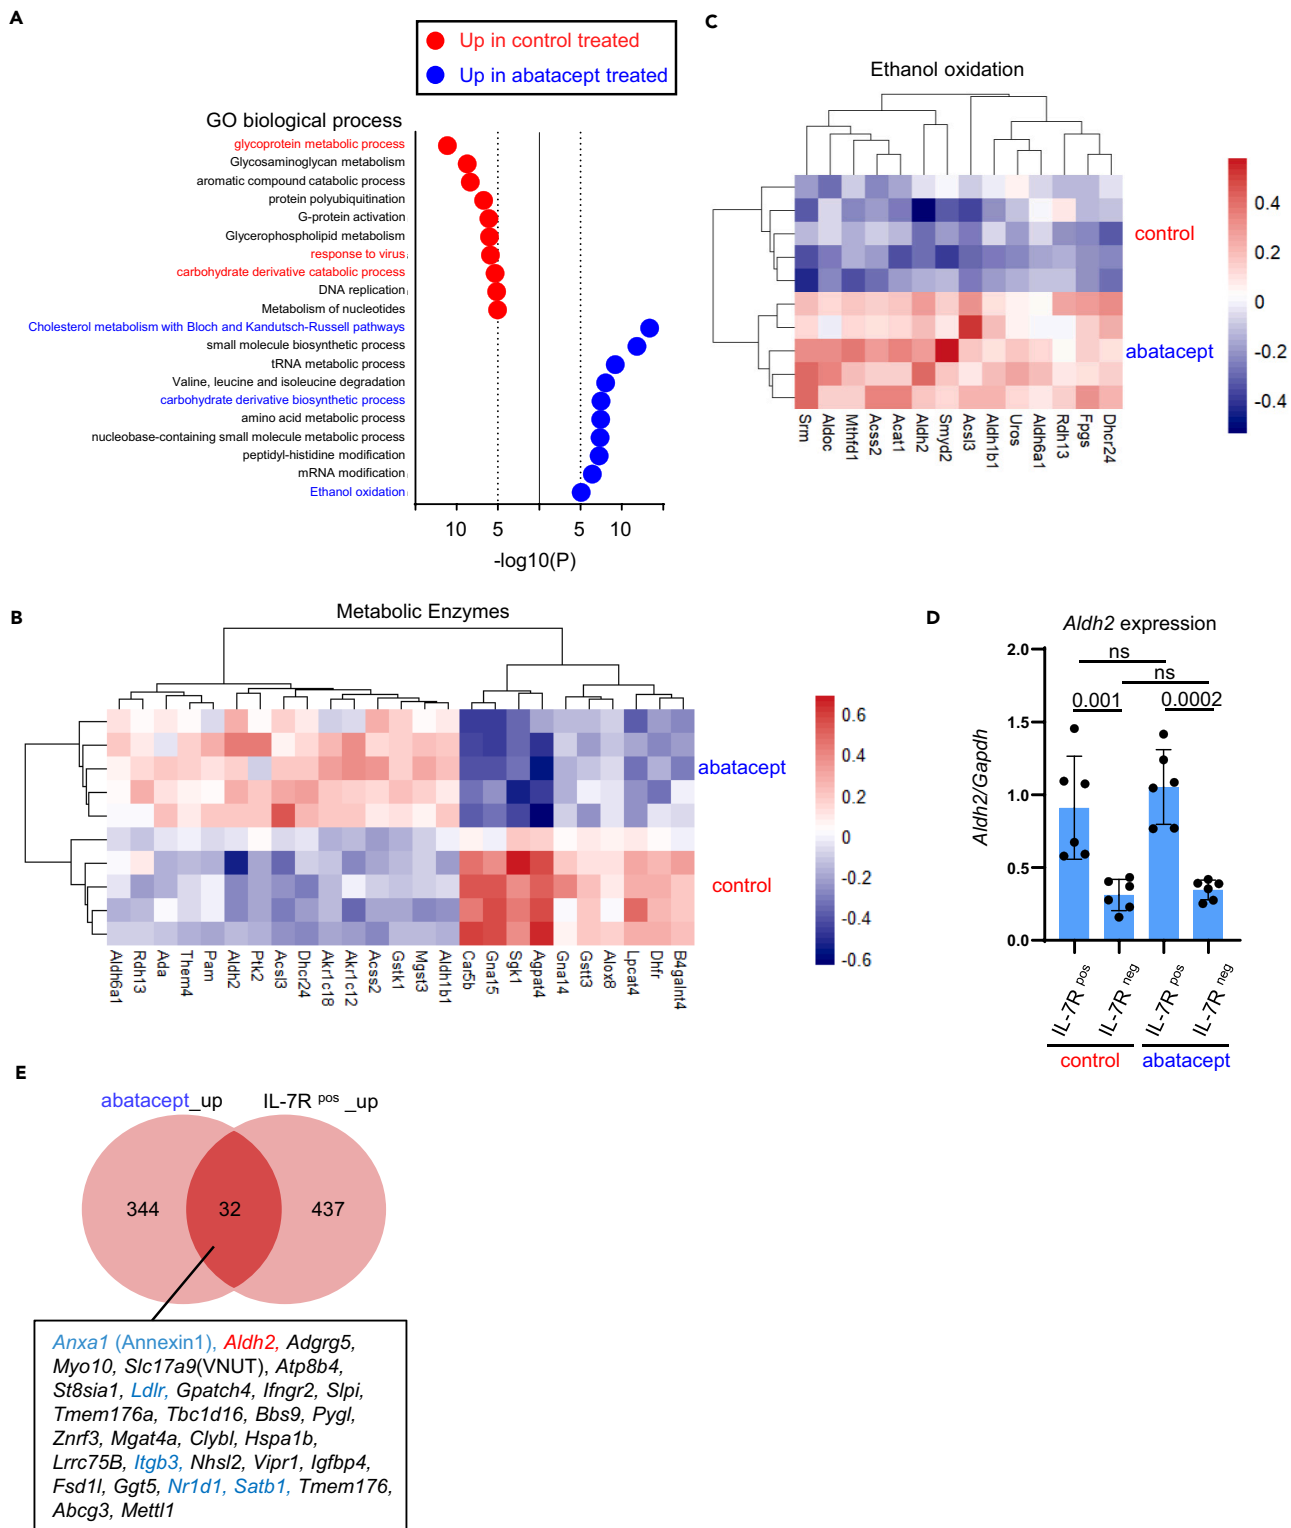 A
Up in control treated
Up in abatacept treated
GO biological process
glycoprotein metabolic process
Glycosaminoglycan metabolism
aromatic compound catabolic process
protein polyubiquitination
G-protein activation
Glycerophospholipid metabolism
response to virus
carbohydrate derivative catabolic process
DNA replication
Metabolism of nucleotides
Cholesterol metabolism with Bloch and Kandutsch-Russell pathways
small molecule biosynthetic process
tRNA metabolic process
Valine, leucine and isoleucine degradation
carbohydrate derivative biosynthetic process
amino acid metabolic process
nucleobase-containing small molecule metabolic process
peptidyl-histidine modification
mRNA modification
Ethanol oxidation
10 5 5 10
-log10(P)
C
Ethanol oxidation
control
abatacept
0.4
0.2
0
-0.2
-0.4
Srm
Aldoc
Mthfd1
Acss2
Acat1
Aldh2
Smyd2
Acsl3
Aldh1b1
Uros
Aldh6a1
Rdh13
Fpgs
Dhcr24
B
Metabolic Enzymes
abatacept
control
0.6
0.4
0.2
0
-0.2
-0.4
-0.6
Aldh6a1
Rdh13
Ada
Them4
Pam
Aldh2
Ptk2
Acsl3
Dhcr24
Akr1c18
Akr1c12
Acss2
Gstk1
Mgst3
Aldh1b1
Car5b
Gna15
Sgk1
Agpat4
Gna14
Gstt3
Alox8
Lpcat4
Dhfr
B4galnt4
D
Aldh2 expression
ns
ns
0.001
0.0002
2.0
1.5
1.0
0.5
0.0
Aldh2/Gapdh
IL-7R pos
IL-7R neg
IL-7R pos
IL-7R neg
control
abatacept
E
abatacept_up
IL-7R pos _up
344
32
437
Anxa1 (Annexin1), Aldh2, Adgrg5,
Myo10, Slc17a9(VNUT), Atp8b4,
St8sia1, Ldlr, Gpatch4, Ifngr2, Slpi,
Tmem176a, Tbc1d16, Bbs9, Pygl,
Znrf3, Mgat4a, Clybl, Hspa1b,
Lrrc75B, Itgb3, Nhsl2, Vipr1, Igfbp4,
Fsd1l, Ggt5, Nr1d1, Satb1, Tmem176,
Abcg3, Mettl1